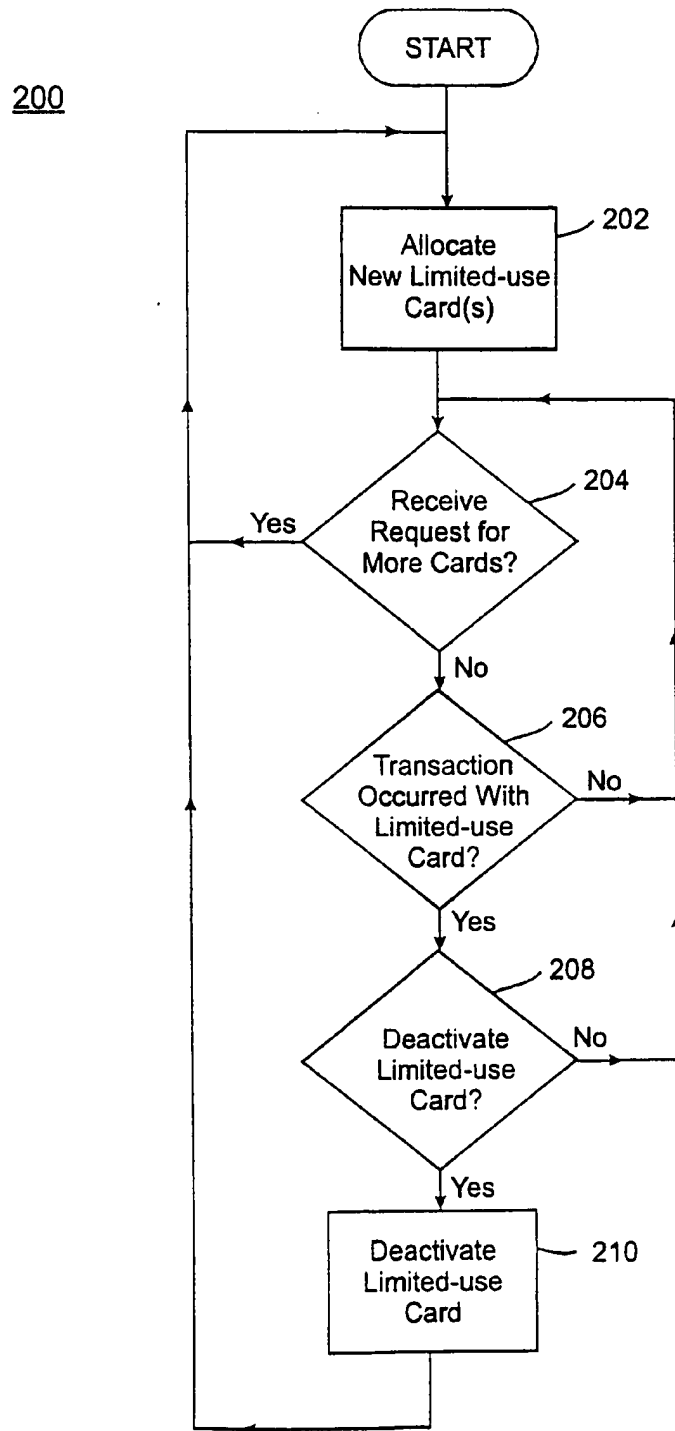 START
200
202
Allocate
New Limited-use
Card(s)
204
Receive
Request for
More Cards?
Yes
No
206
Transaction
Occurred With
Limited-use
Card?
No
Yes
208
Deactivate
Limited-use
Card?
No
Yes
210
Deactivate
Limited-use
Card